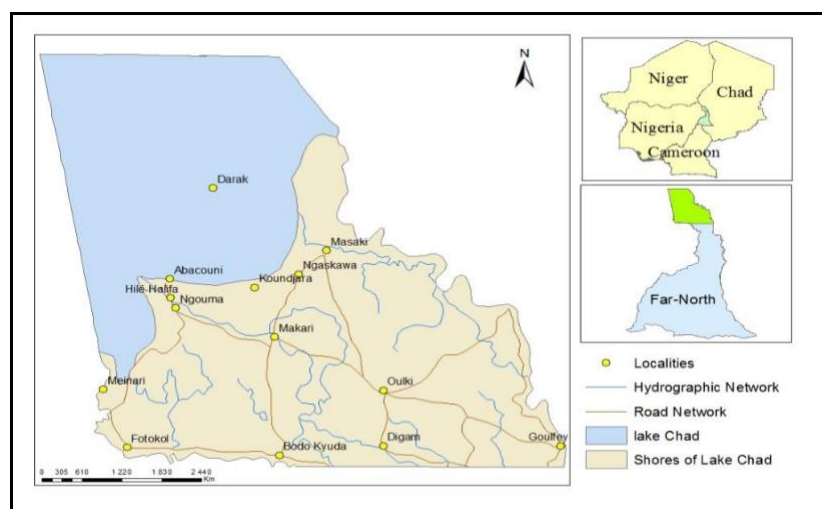 N
Darak
Masaki
Ngaskawa
Abacouni
Koundjara
Hilé-Halifa
Ngouma
Makari
Meinari
Oulki
Fotokol
Bodo Kyuda
Digam
Goulfey
0 305 610 1 220 1 830 2 440
Km
Niger
Chad
Nigeria
Cameroon
Far-North
Localities
Hydrographic Network
Road Network
lake Chad
Shores of Lake Chad